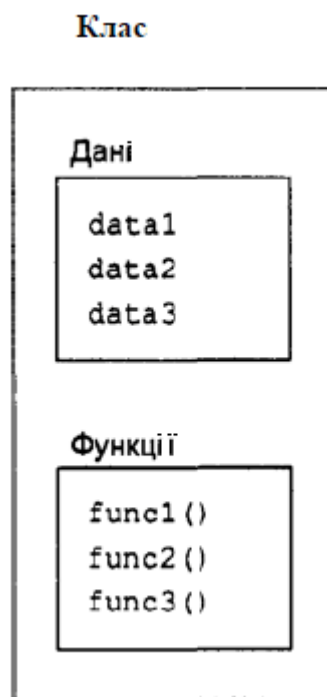 Клас
Дані
data1
data2
data3
Функції
func1()
func2()
func3()